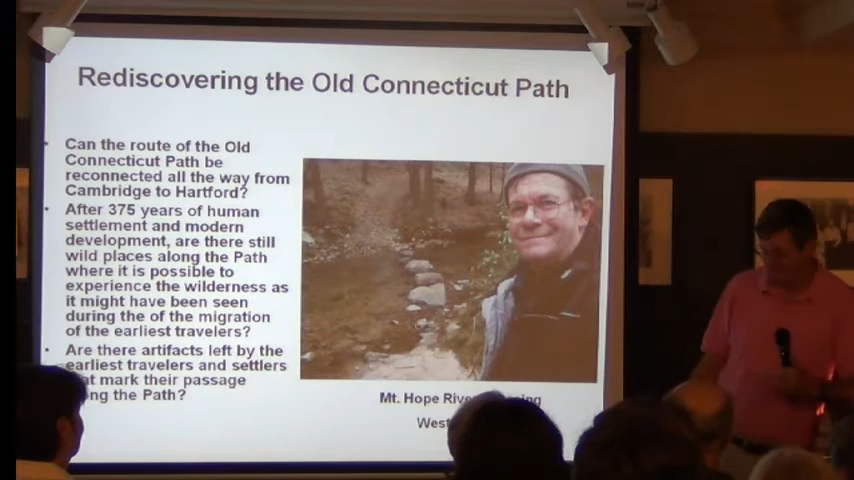 Rediscovering the Old Connecticut Path
Can the route of the Old
Connecticut Path be
reconnected all the way from
Cambridge to Hartford?
After 375 years of human
settlement and modern
development, are there still
wild places along the Path
where it is possible to
experience the wilderness as
it might have been seen
during the of the migration
of the earliest travelers?
Are there artifacts left by the
earliest travelers and settlers
mark their passage
the Path?
Mt. Hope